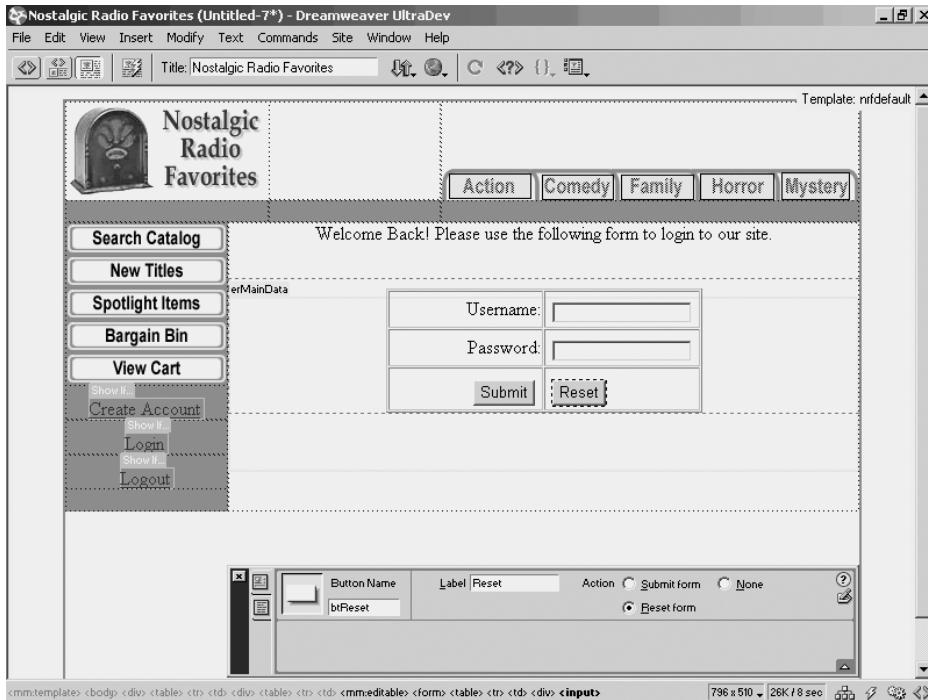 Nostalgic Radio Favorites (Untitled-7*) - Dreamweaver UltraDev
File Edit View Insert Modify Text Commands Site Window Help
Title: Nostalgic Radio Favorites
Template: nrfdefault
Nostalgic
Radio
Favorites
Action Comedy Family Horror Mystery
Search Catalog
New Titles
Spotlight Items
Bargain Bin
View Cart
Show If...
Create Account
Show If...
Login
Show If...
Logout
Welcome Back! Please use the following form to login to our site.
erMainData
Username:
Password:
Submit Reset
Button Name Label Reset Action Submit form None
btReset Reset form
<mm:template> <body> <div> <table> <tr> <td> <div> <table> <tr> <td> <mm:editable> <form> <table> <tr> <td> <div> <input> 796 x 510 26K / 8 sec